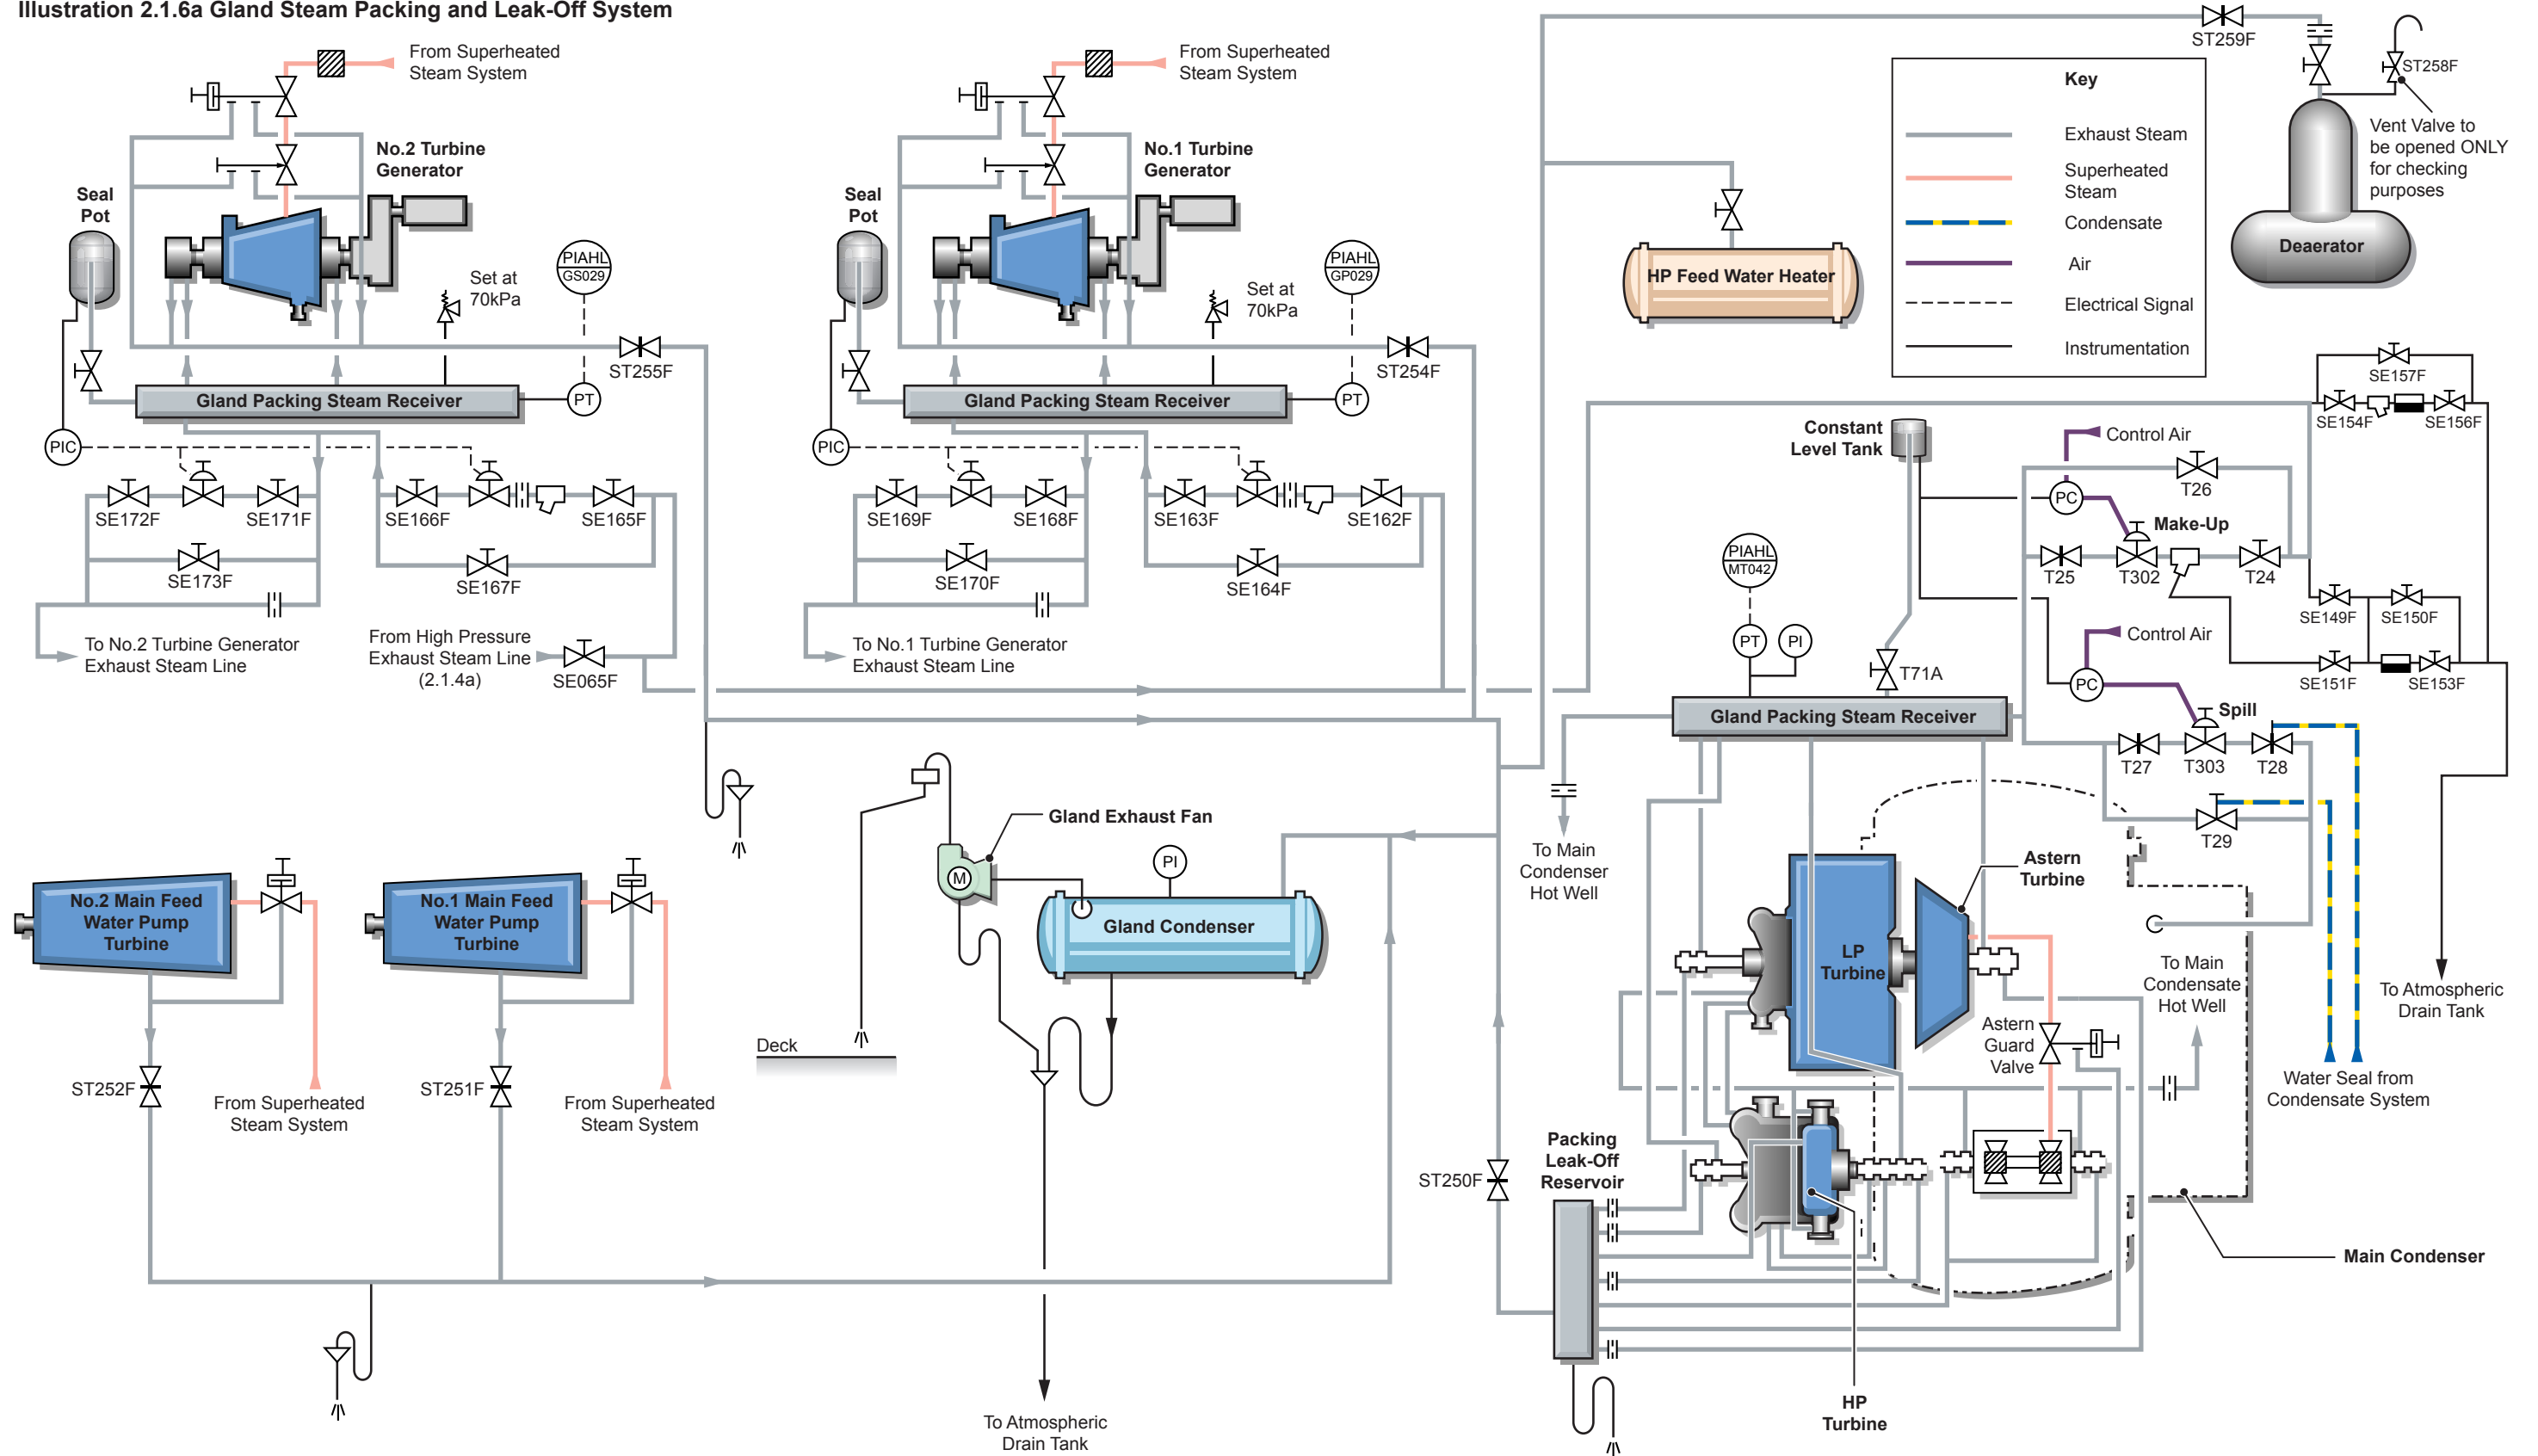 Illustration 2.1.6a Gland Steam Packing and Leak-Off System
From Superheated
Steam System
No.2 Turbine
Generator
Seal
Pot
Set at
70kPa
PIAHL
GS029
ST255F
Gland Packing Steam Receiver
PT
PIC
SE172F
SE171F
SE166F
SE165F
SE173F
SE167F
To No.2 Turbine Generator
Exhaust Steam Line
From High Pressure
Exhaust Steam Line
(2.1.4a)
SE065F
From Superheated
Steam System
No.1 Turbine
Generator
Seal
Pot
Set at
70kPa
PIAHL
GP029
ST254F
Gland Packing Steam Receiver
PT
PIC
SE169F
SE168F
SE163F
SE162F
SE170F
SE164F
To No.1 Turbine Generator
Exhaust Steam Line
ST259F
ST258F
Vent Valve to
be opened ONLY
for checking
purposes
Deaerator
HP Feed Water Heater
Key
Exhaust Steam
Superheated
Steam
Condensate
Air
Electrical Signal
Instrumentation
SE157F
SE154F
SE156F
Constant
Level Tank
Control Air
PC
T26
Make-Up
T25
T302
T24
PIAHL
MT042
PT
PI
SE149F
SE150F
Control Air
T71A
SE151F
SE153F
PC
Gland Packing Steam Receiver
Spill
T27
T303
T28
T29
To Main
Condenser
Hot Well
Astern
Turbine
LP
Turbine
To Main
Condensate
Hot Well
Astern
Guard
Valve
To Atmospheric
Drain Tank
Water Seal from
Condensate System
Packing
Leak-Off
Reservoir
ST250F
Main Condenser
HP
Turbine
Gland Exhaust Fan
M
PI
Gland Condenser
Deck
To Atmospheric
Drain Tank
No.2 Main Feed
Water Pump
Turbine
No.1 Main Feed
Water Pump
Turbine
ST252F
From Superheated
Steam System
ST251F
From Superheated
Steam System